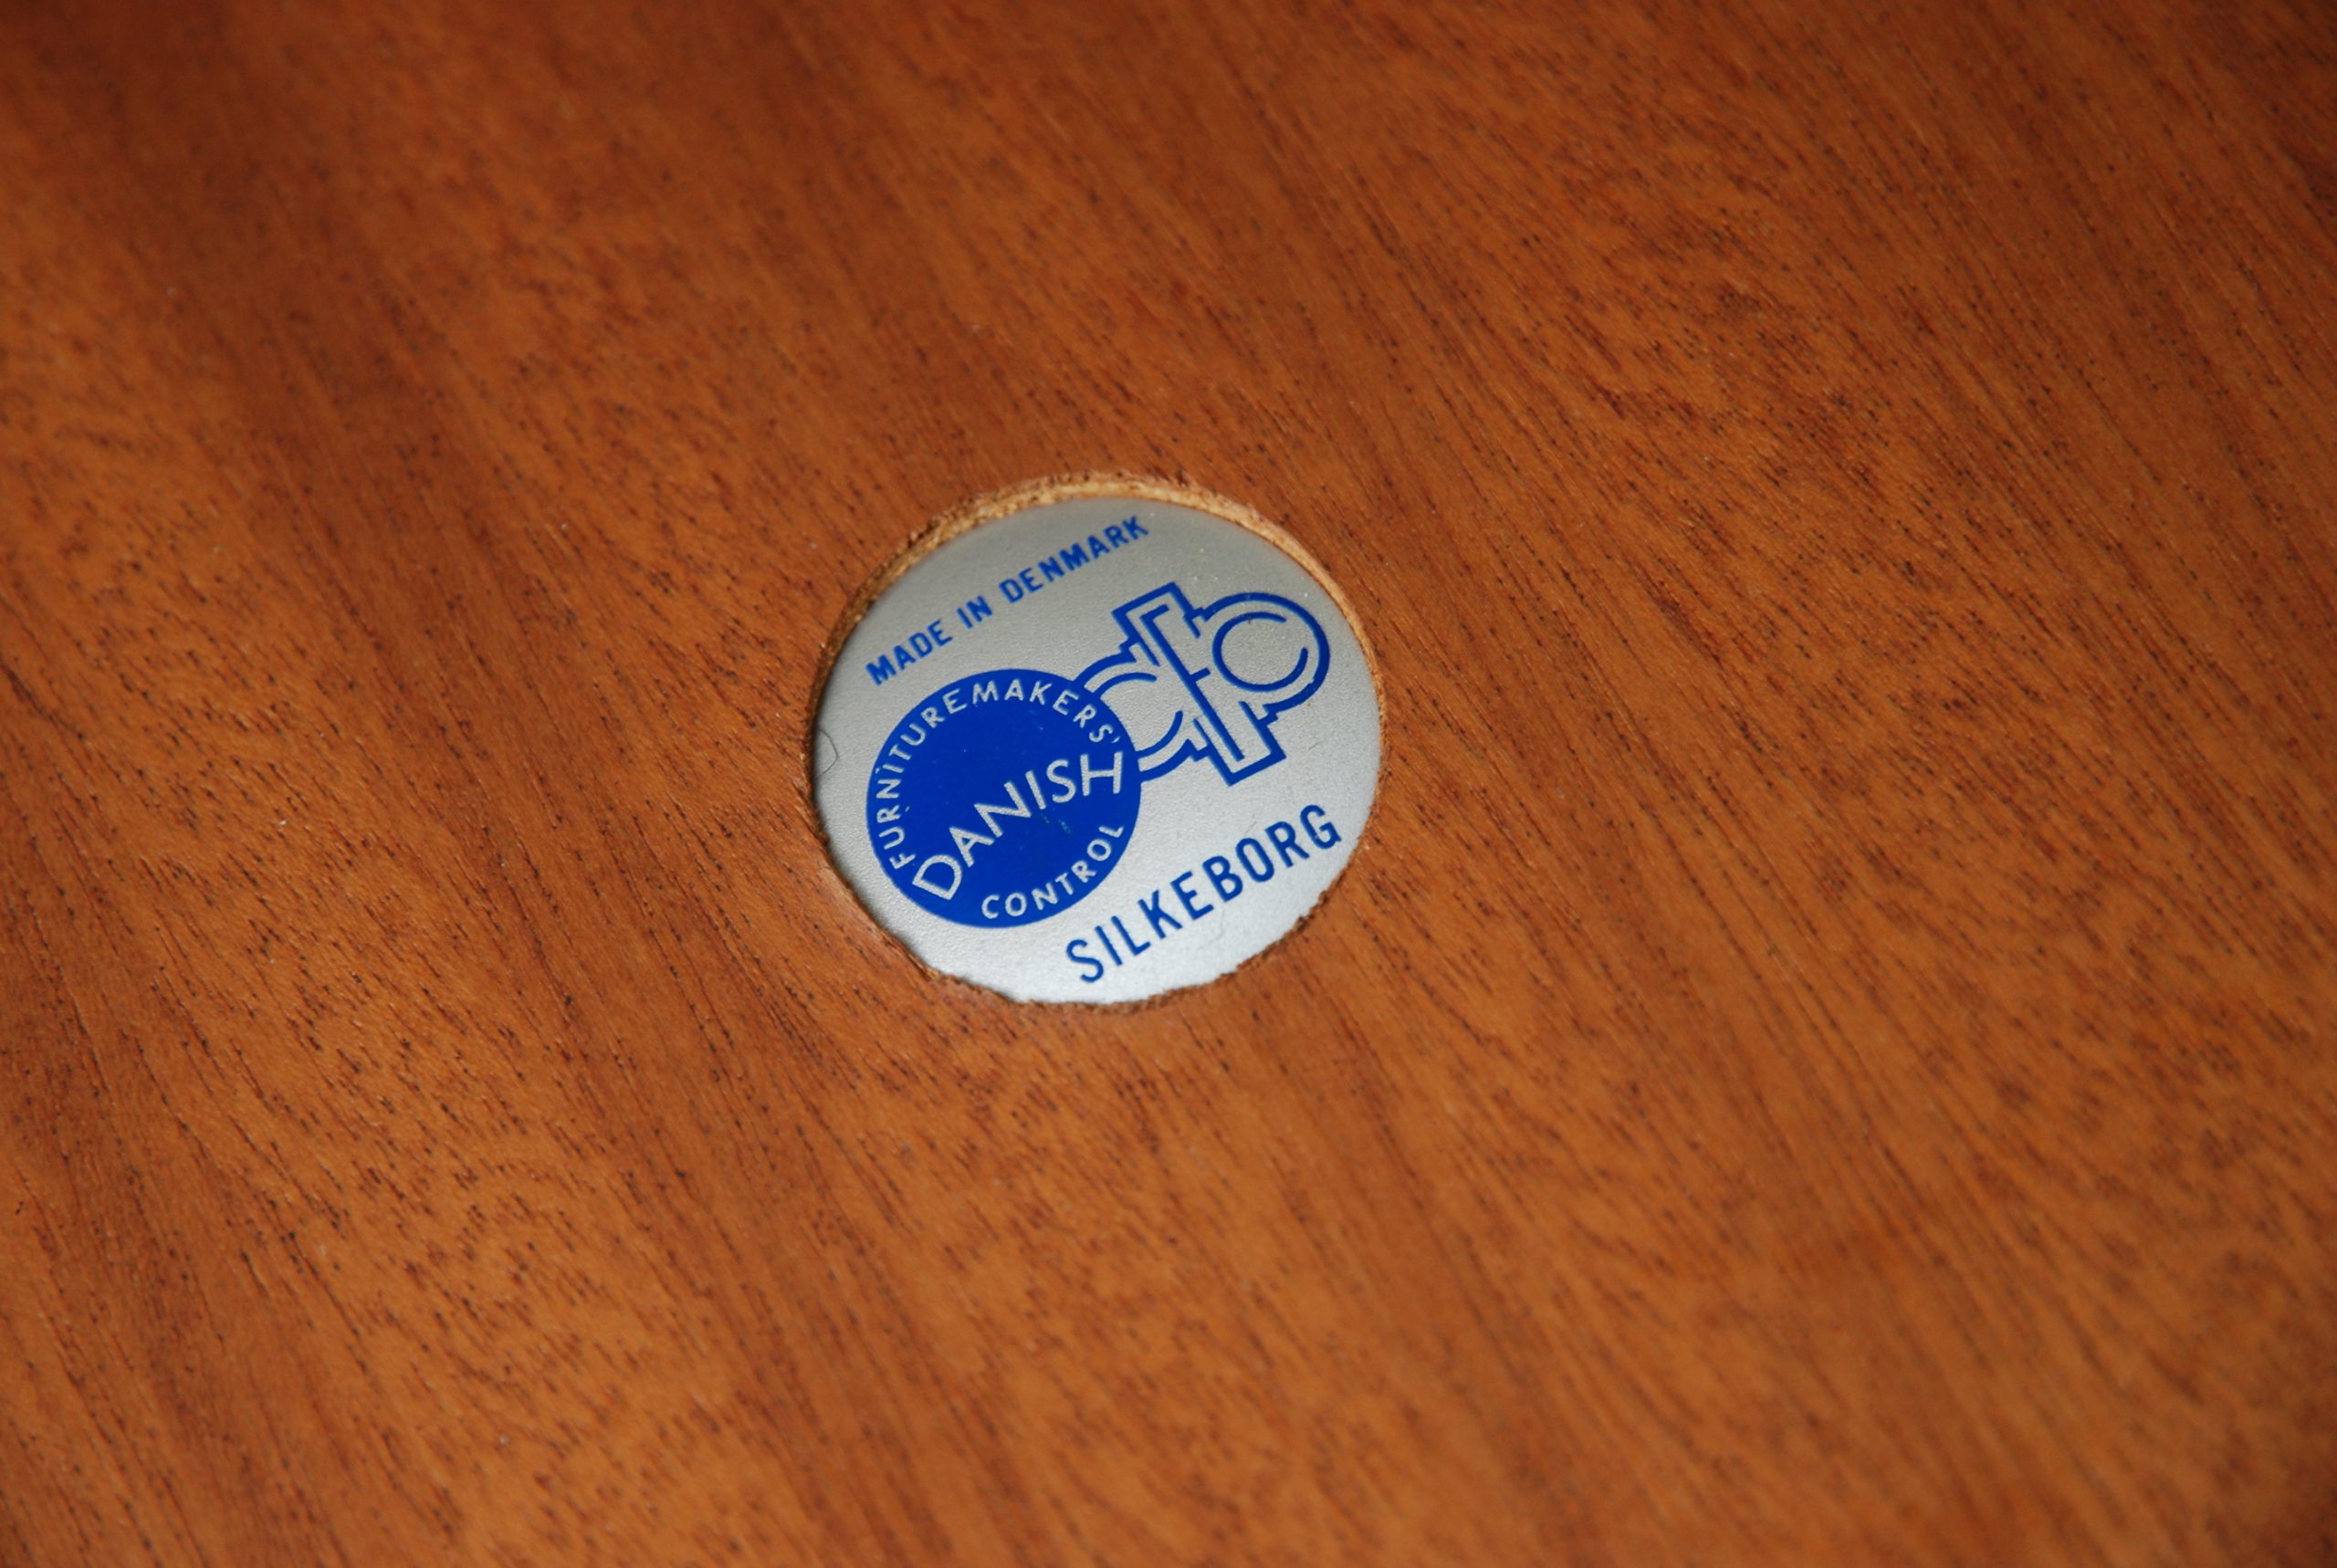 MADE IN DENMARK
FURNITUREMAKERS'
DANISH
CONTROL
SILKEBORG